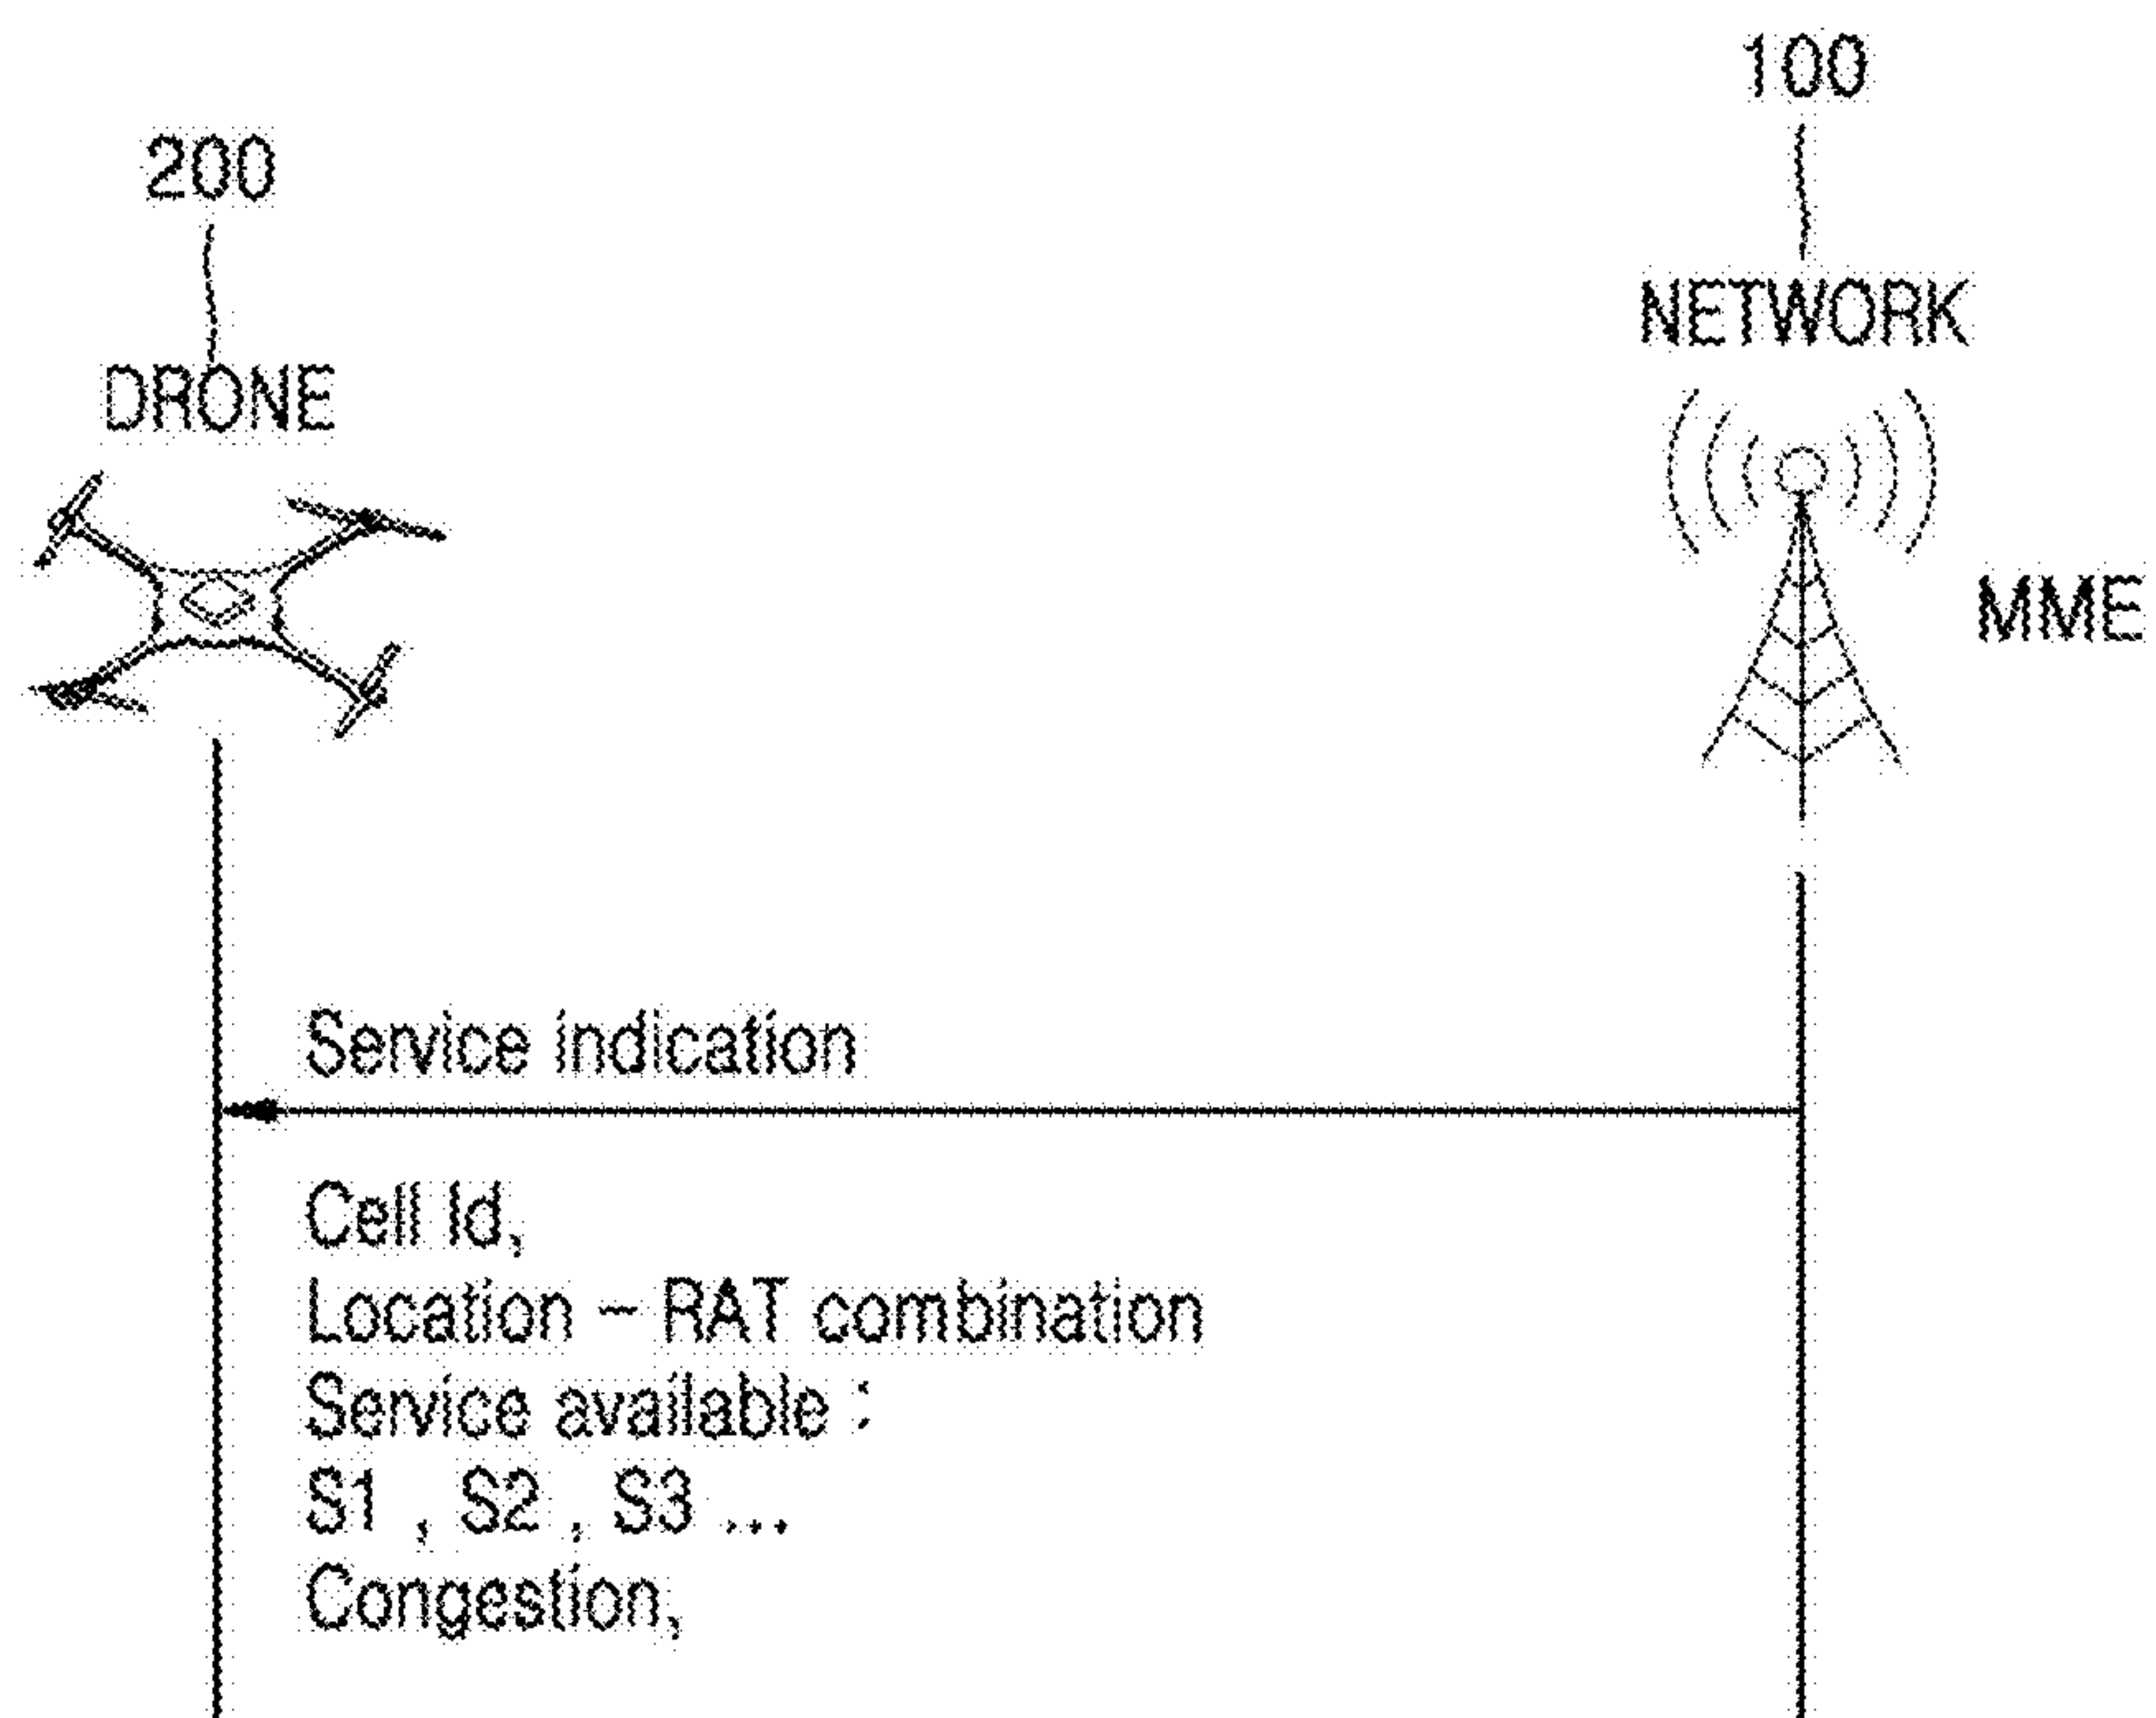 100
200
NETWORK
DRONE
MME
Service indication
Cell Id,
Location – RAT combination
Service available :
S1 , S2 , S3 ...
Congestion,